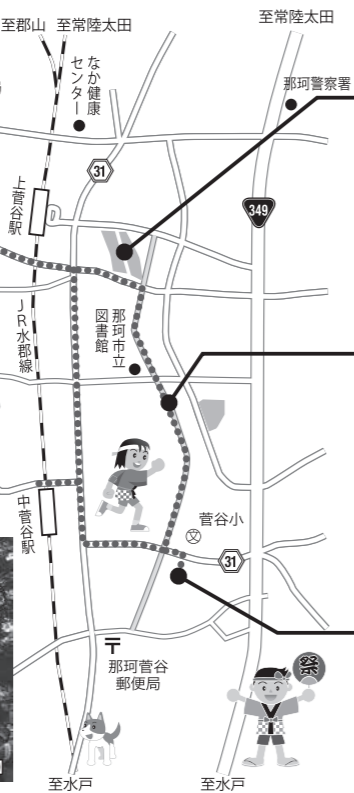 至郡山
至常陸太田
至常陸太田
なか健康
センター
那珂警察署
31
349
上菅谷駅
那珂市立
図書館
JR水郡線
菅谷小
文
中菅谷駅
31
〒
那珂菅谷
郵便局
祭
至水戸
至水戸